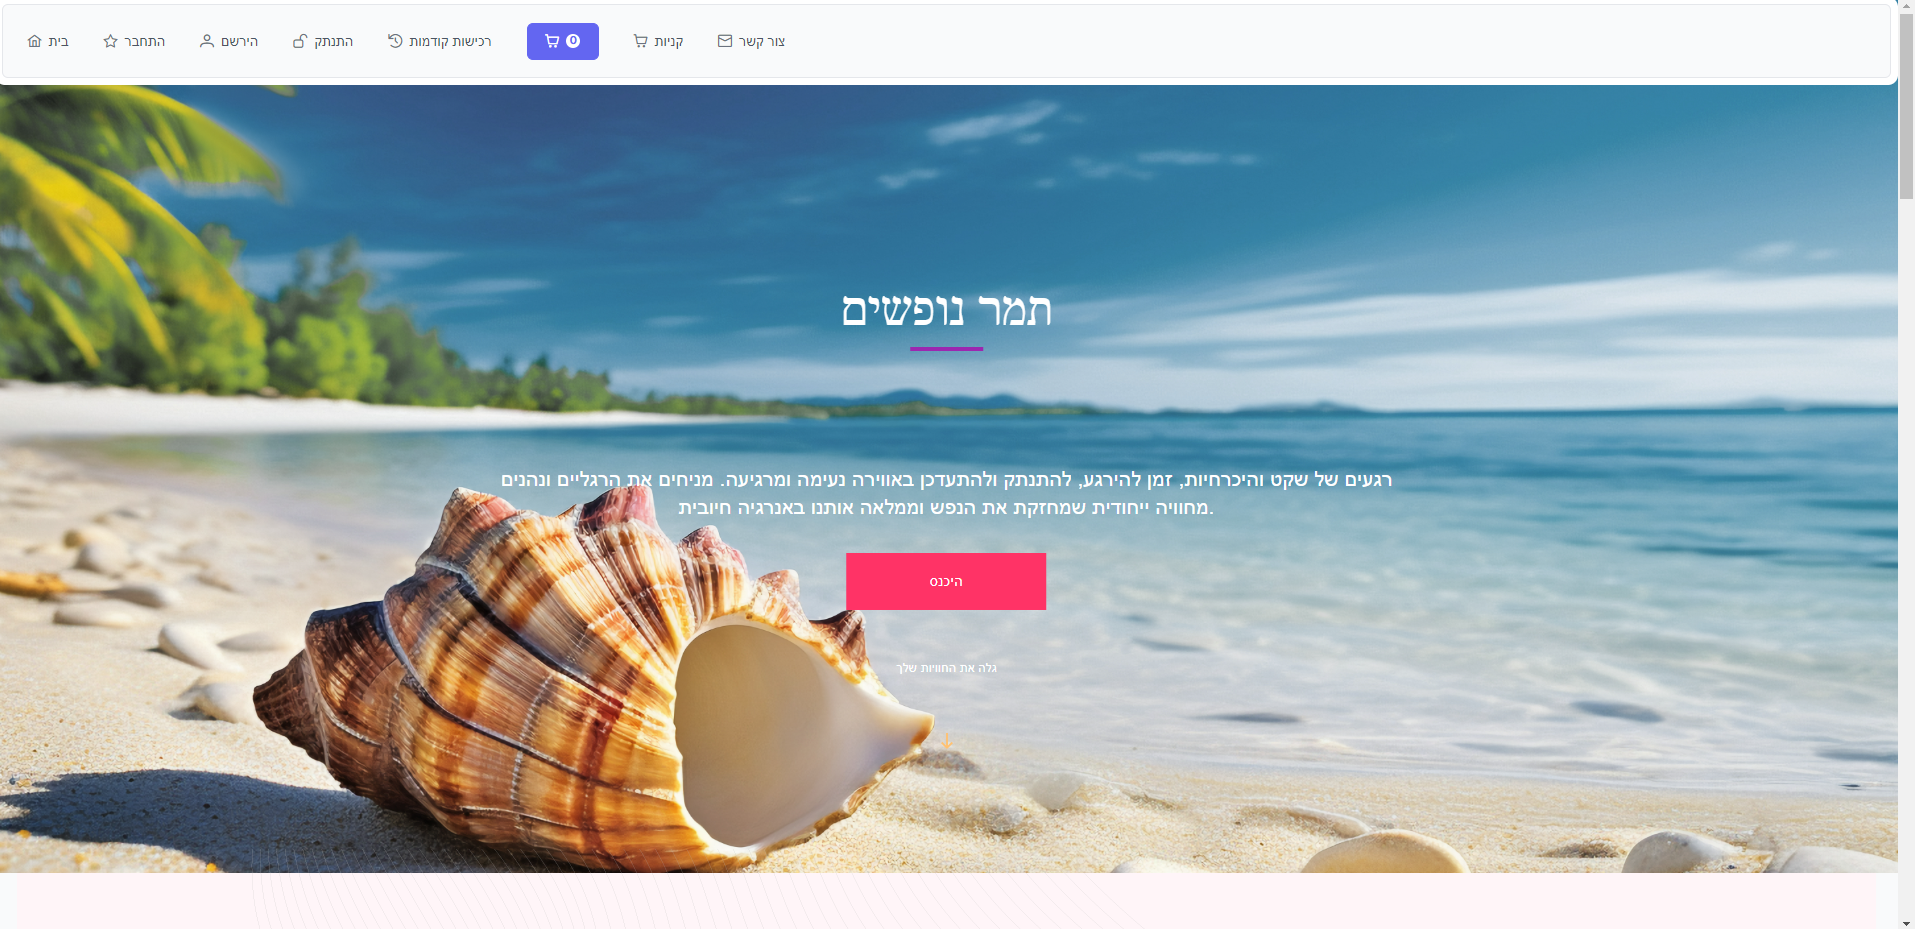 בית
התחבר
הירשם
התנתק
רכישות קודמות
0
קניות
צור קשר
תמר נופשים
רגעים של שקט והיכרחיות, זמן להירגע, להתנתק ולהתעדכן באווירה נעימה ומרגיעה. מניחים את הרגליים ונהנים
מחוויה ייחודית שמחזקת את הנפש וממלאה אותנו באנרגיה חיובית.
היכנס
גלה את החוויות שלך